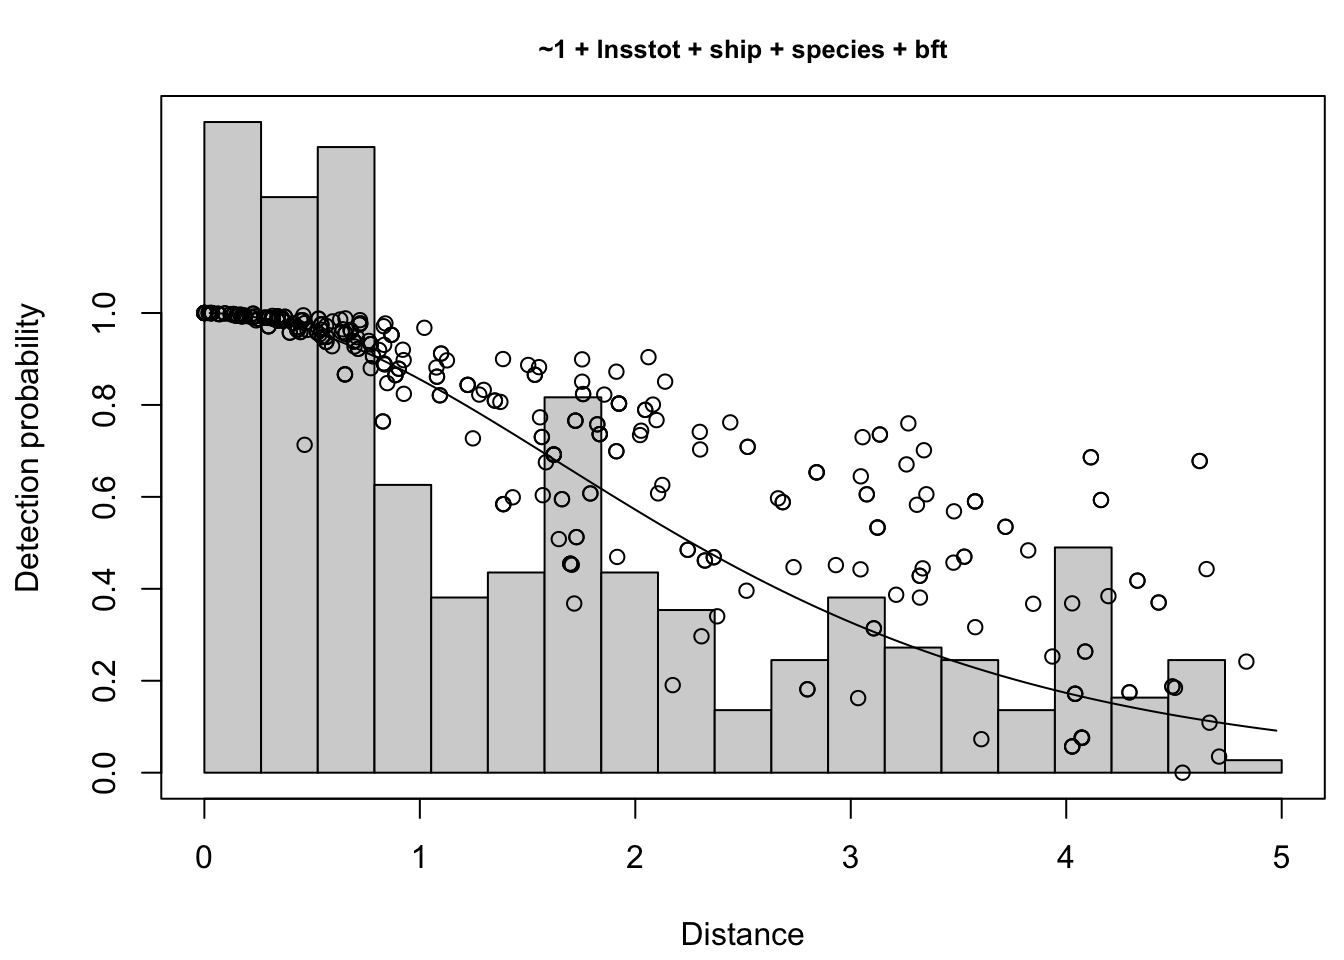 ~1 + lnsstot + ship + species + bft
Detection probability
1.0
0.8
0.6
0.4
0.2
0.0
0 1 2 3 4 5
Distance